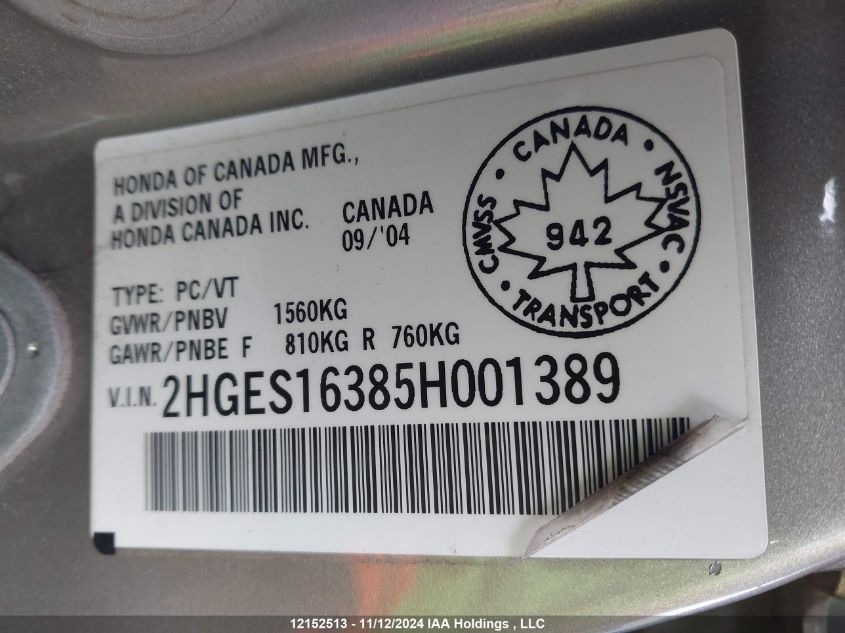 HONDA OF CANADA MFG.,
A DIVISION OF
HONDA CANADA INC.
CANADA
09/'04
TYPE: PC/VT
GVWR/PNBV 1560KG
GAWR/PNBE F 810KG R 760KG
V.I.N. 2HGES16385H001389
• CANADA •
CMVSS
942
NSVAC
• TRANSPORT •
12152513 - 11/12/2024 IAA Holdings , LLC